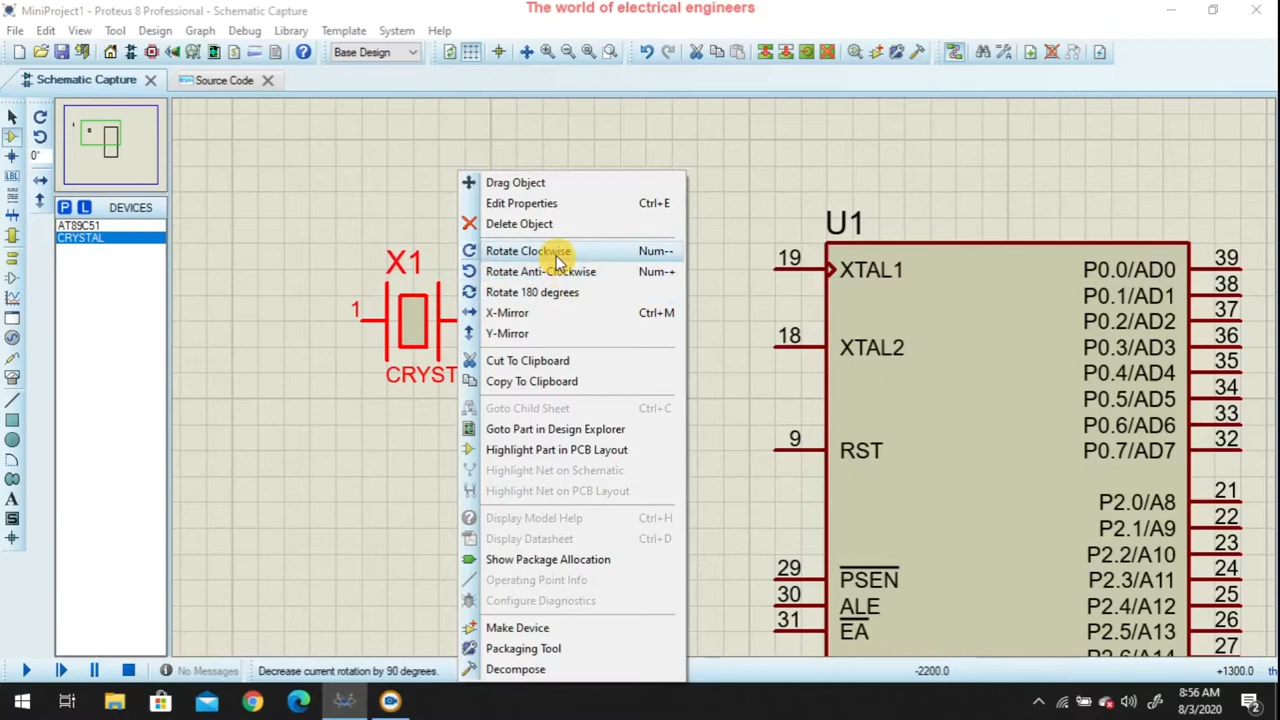 MiniProject1 - Proteus 8 Professional - Schematic Capture
The world of electrical engineers
File Edit View Tool Design Graph Debug Library Template System Help
Base Design
Schematic Capture
Source Code
0°
LBL
P L DEVICES
AT89C51
CRYSTAL
A
X1
1
CRYST
Drag Object
Edit Properties Ctrl+E
Delete Object
Rotate Clockwise Num--
Rotate Anti-Clockwise Num-+
Rotate 180 degrees
X-Mirror Ctrl+M
Y-Mirror
Cut To Clipboard
Copy To Clipboard
Goto Child Sheet Ctrl+C
Goto Part in Design Explorer
Highlight Part in PCB Layout
Highlight Net on Schematic
Highlight Net on PCB Layout
Display Model Help Ctrl+H
Display Datasheet Ctrl+D
Show Package Allocation
Operating Point Info
Configure Diagnostics
Make Device
Packaging Tool
Decompose
U1
19 XTAL1
18 XTAL2
9 RST
29 PSEN
30 ALE
31 EA
P0.0/AD0 39
P0.1/AD1 38
P0.2/AD2 37
P0.3/AD3 36
P0.4/AD4 35
P0.5/AD5 34
P0.6/AD6 33
P0.7/AD7 32
P2.0/A8 21
P2.1/A9 22
P2.2/A10 23
P2.3/A11 24
P2.4/A12 25
P2.5/A13 26
P2.6/A14 27
No Messages
Decrease current rotation by 90 degrees.
-2200.0
+1300.0
th
8:56 AM
8/3/2020
2